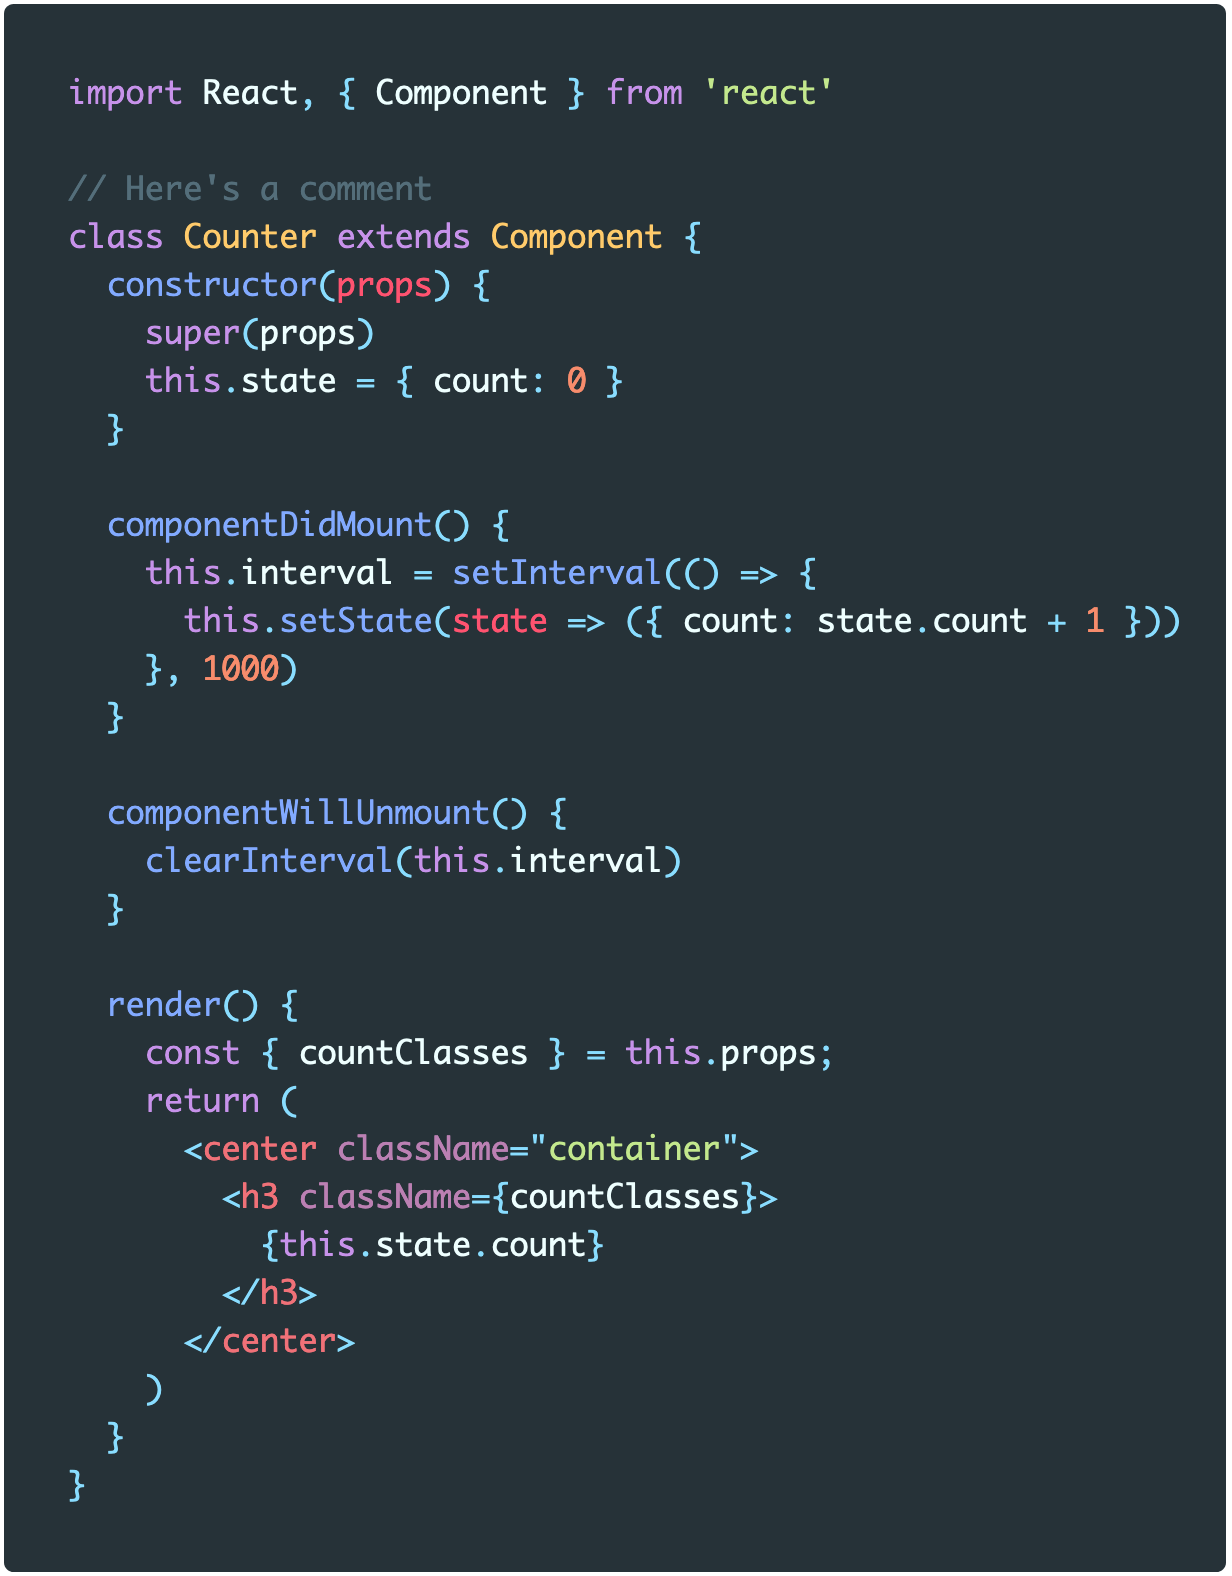 import React, { Component } from 'react'

// Here's a comment
class Counter extends Component {
  constructor(props) {
    super(props)
    this.state = { count: 0 }
  }

  componentDidMount() {
    this.interval = setInterval(() => {
      this.setState(state => ({ count: state.count + 1 }))
    }, 1000)
  }

  componentWillUnmount() {
    clearInterval(this.interval)
  }

  render() {
    const { countClasses } = this.props;
    return (
      <center className="container">
        <h3 className={countClasses}>
          {this.state.count}
        </h3>
      </center>
    )
  }
}